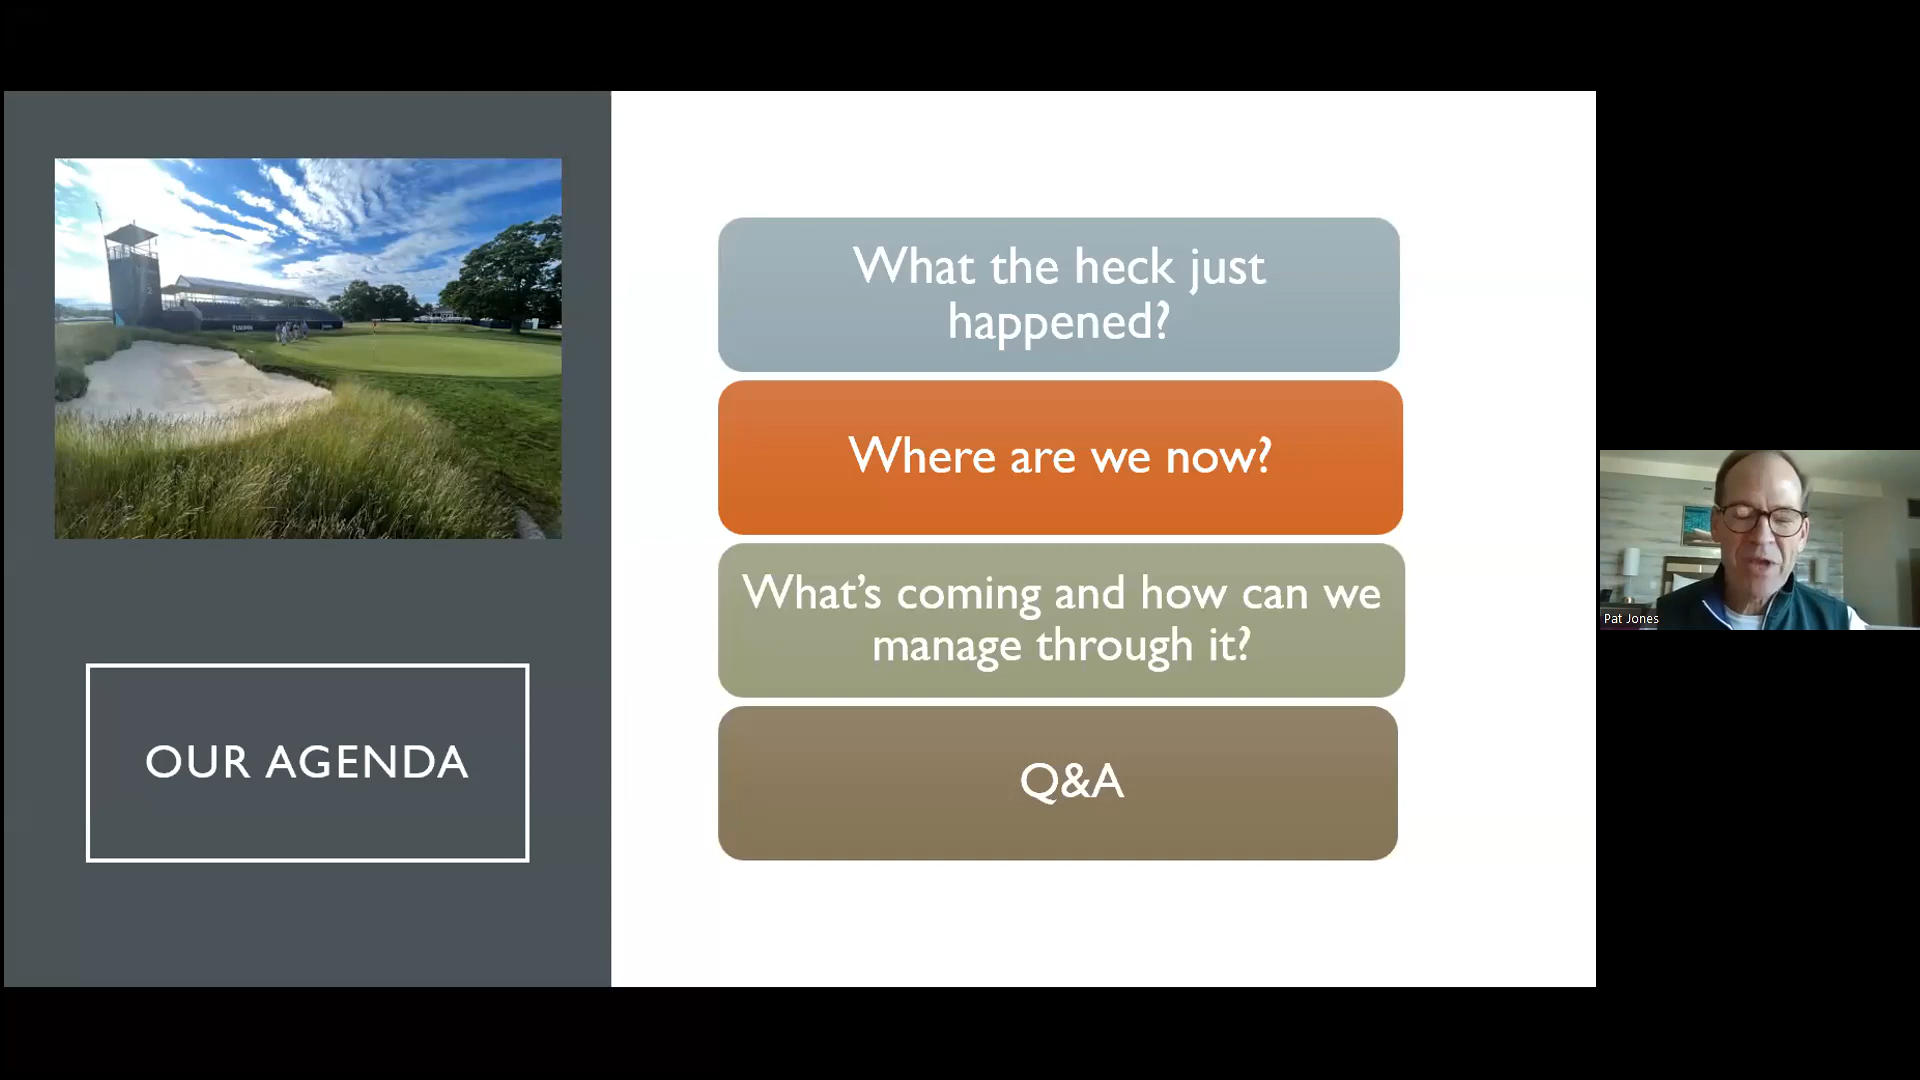 What the heck just
happened?
Where are we now?
What's coming and how can we
manage through it?
Q&A
OUR AGENDA
Pat Jones